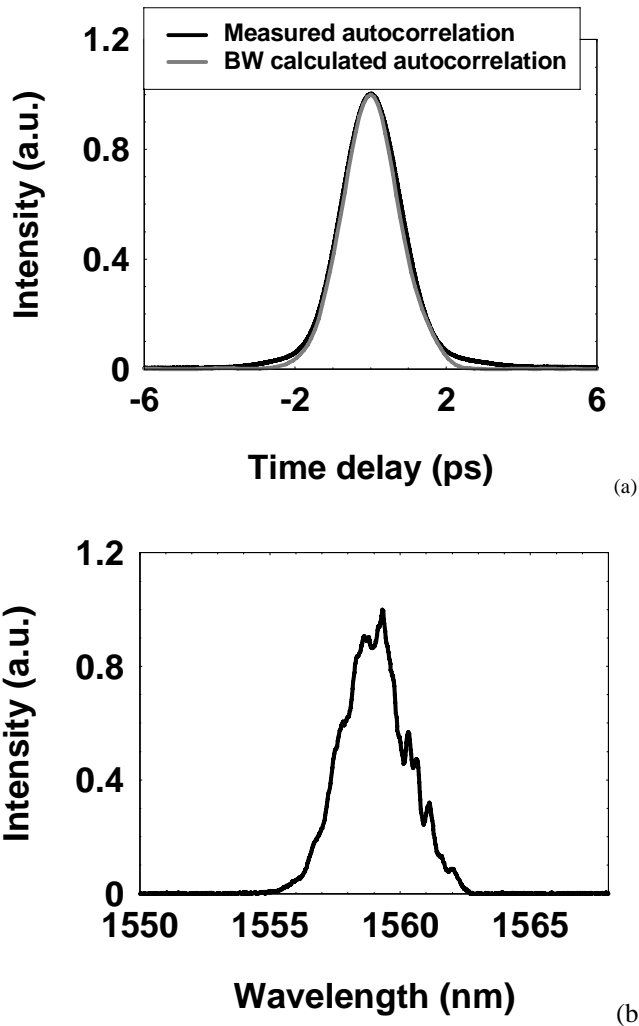 Measured autocorrelation
BW calculated autocorrelation
1.2
0.8
0.4
0
Intensity (a.u.)
-6 -2 2 6
Time delay (ps)
(a)
1.2
0.8
0.4
0
Intensity (a.u.)
1550 1555 1560 1565
Wavelength (nm)
(b